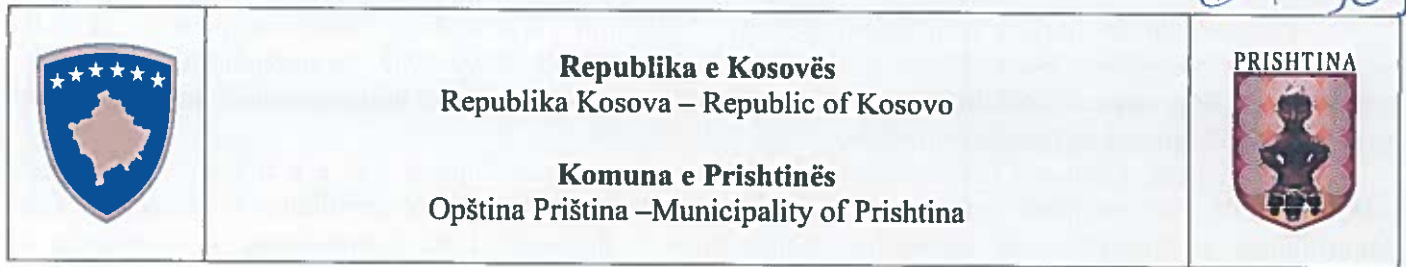 Republika e Kosovës
Republika Kosova – Republic of Kosovo
Komuna e Prishtinës
Opština Priština –Municipality of Prishtina
PRISHTINA